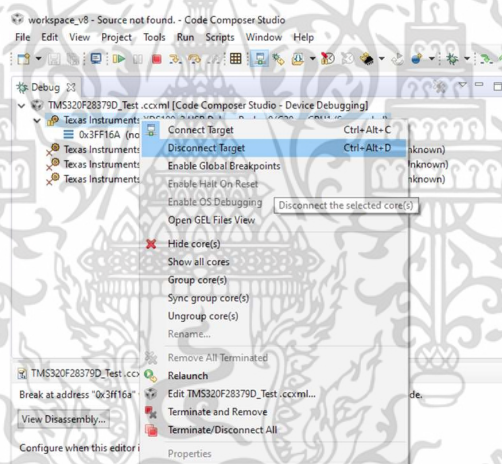 workspace_v8 - Source not found. - Code Composer Studio
File Edit View Project Tools Run Scripts Window Help
Debug
TMS320F28379D_Test .ccxml [Code Composer Studio - Device Debugging]
Texas Instruments
0x3FF16A (no
Texas Instruments
Texas Instruments
Texas Instruments
Connect Target Ctrl+Alt+C
Disconnect Target Ctrl+Alt+D
Enable Global Breakpoints
Enable Halt On Reset
Enable OS Debugging
Disconnect the selected core(s)
Open GEL Files View
Hide core(s)
Show all cores
Group core(s)
Sync group core(s)
Ungroup core(s)
Rename...
Remove All Terminated
Relaunch
Edit TMS320F28379D_Test .ccxml...
Terminate and Remove
Terminate/Disconnect All
Properties
nknown)
Jnknown)
nknown)
TMS320F28379D_Test .ccx
Break at address "0x3ff16a"
de.
View Disassembly...
Configure when this editor i